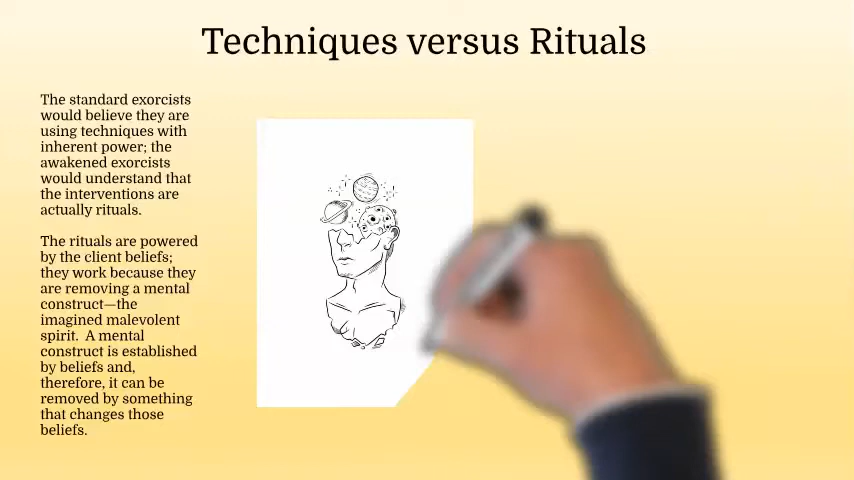 Techniques versus Rituals
The standard exorcists
would believe they are
using techniques with
inherent power; the
awakened exorcists
would understand that
the interventions are
actually rituals.
The rituals are powered
by the client beliefs;
they work because they
are removing a mental
construct—the
imagined malevolent
spirit.  A mental
construct is established
by beliefs and,
therefore, it can be
removed by something
that changes those
beliefs.